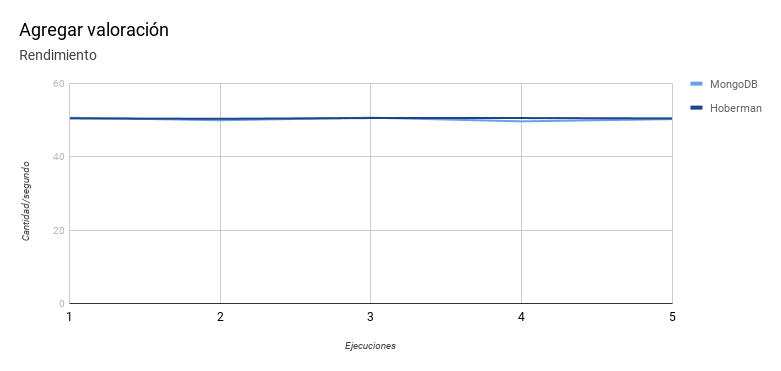 Agregar valoración
Rendimiento
MongoDB
Hoberman
Cantidad/segundo
60
40
20
0
1 2 3 4 5
Ejecuciones